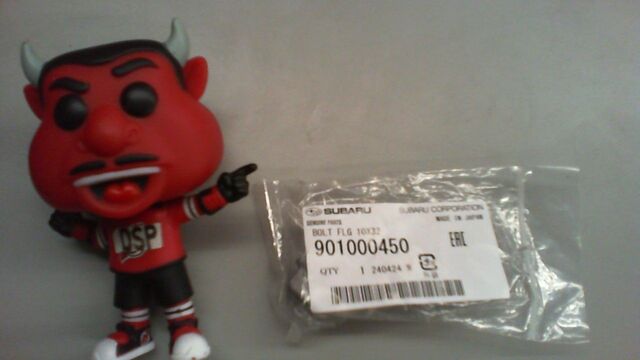 DSP
SUBARU SUBARU CORPORATION
GENUINE PARTS MADE IN JAPAN
BOLT FLG 10X32
901000450 EAC
QTY 1 240424 N